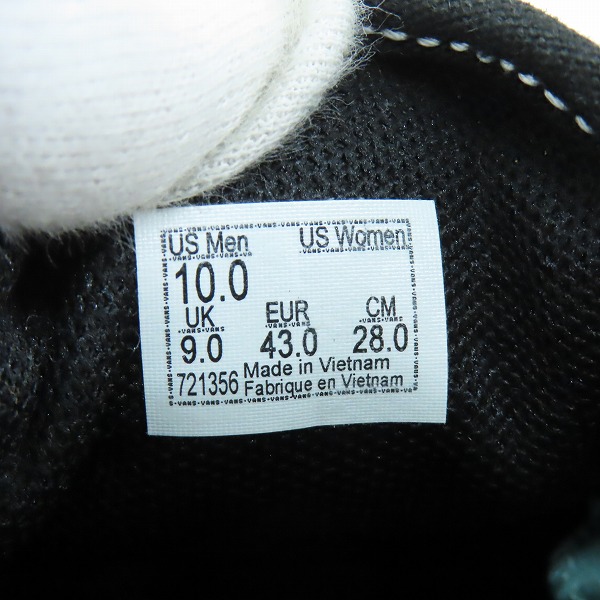 US Men US Women
10.0
UK EUR CM
9.0 43.0 28.0
721356 Made in Vietnam
Fabrique en Vietnam